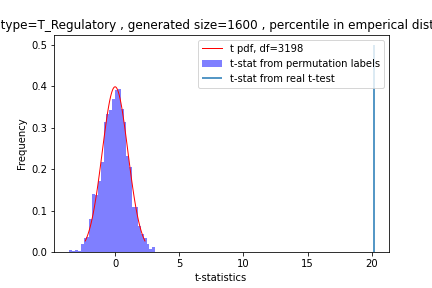 type=T_Regulatory , generated size=1600 , percentile in emperical dist
0.5
0.4
0.3
0.2
0.1
0.0
Frequency
t pdf, df=3198
t-stat from permutation labels
t-stat from real t-test
0
5
10
15
20
t-statistics